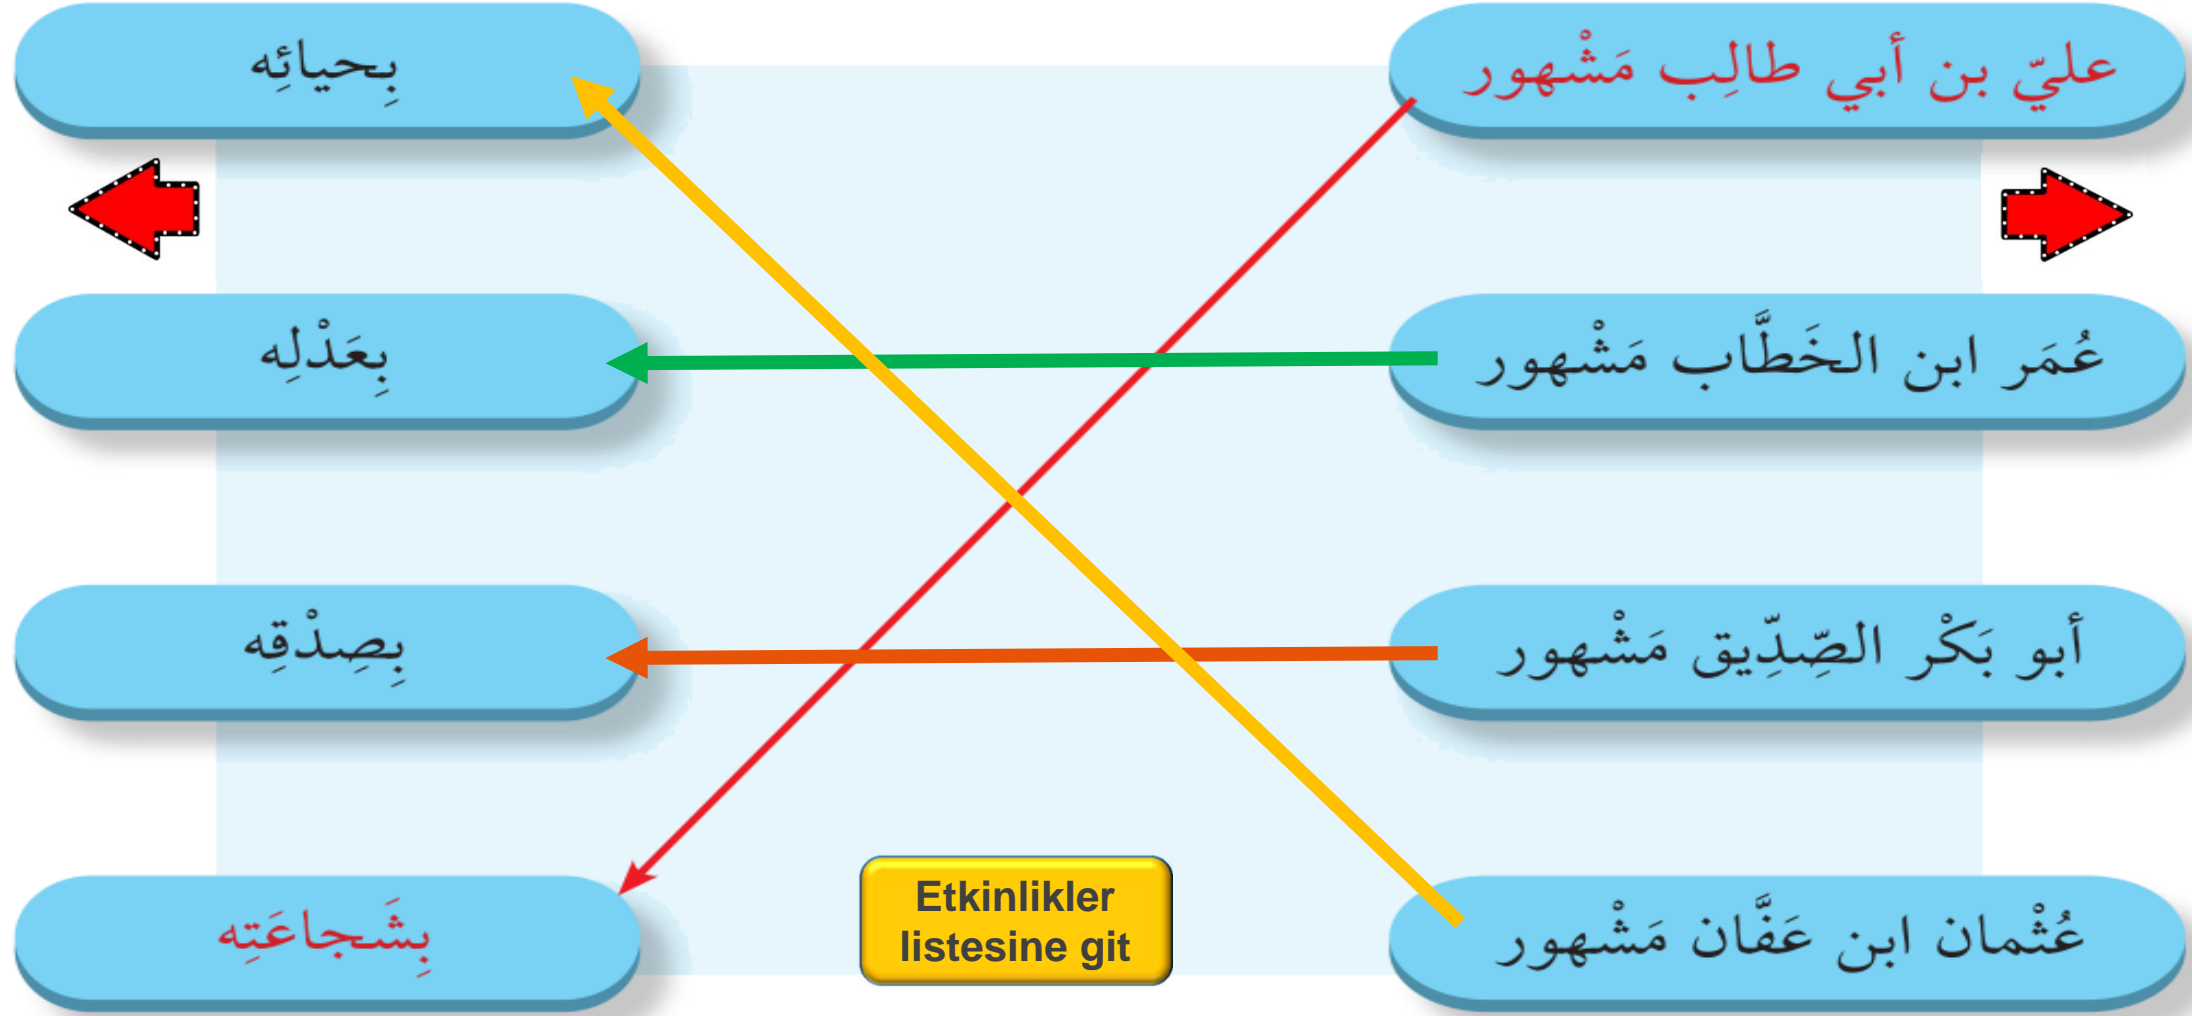 عليّ بن أبي طالِب مَشْهور
بِحيائِه
عُمَر ابن الخَطَّاب مَشْهور
بِعَدْلِه
أبو بَكْر الصِّدِّيق مَشْهور
بِصِدْقِه
عُثْمان ابن عَفَّان مَشْهور
بِشَجاعَتِه
Etkinlikler
listesine git